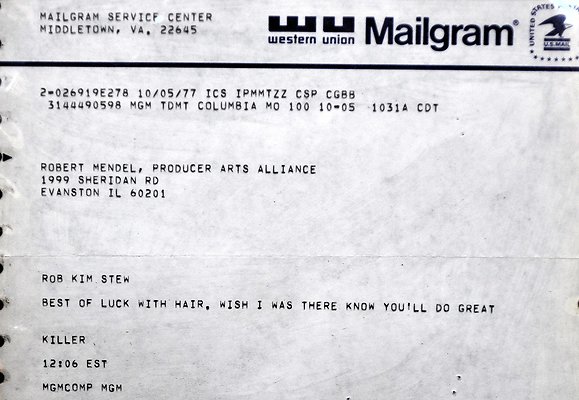 MAILGRAM SERVICE CENTER
MIDDLETOWN, VA. 22645
western union Mailgram®
UNITED STATES
U.S.MAIL
2-026919E278 10/05/77 ICS IPMMTZZ CSP CGBB
3144490598 MGM TDMT COLUMBIA MO 100 10-05 1031A CDT
ROBERT MENDEL, PRODUCER ARTS ALLIANCE
1999 SHERIDAN RD
EVANSTON IL 60201
ROB KIM STEW
BEST OF LUCK WITH HAIR, WISH I WAS THERE KNOW YOU'LL DO GREAT
KILLER
12:06 EST
MGMCOMP MGM